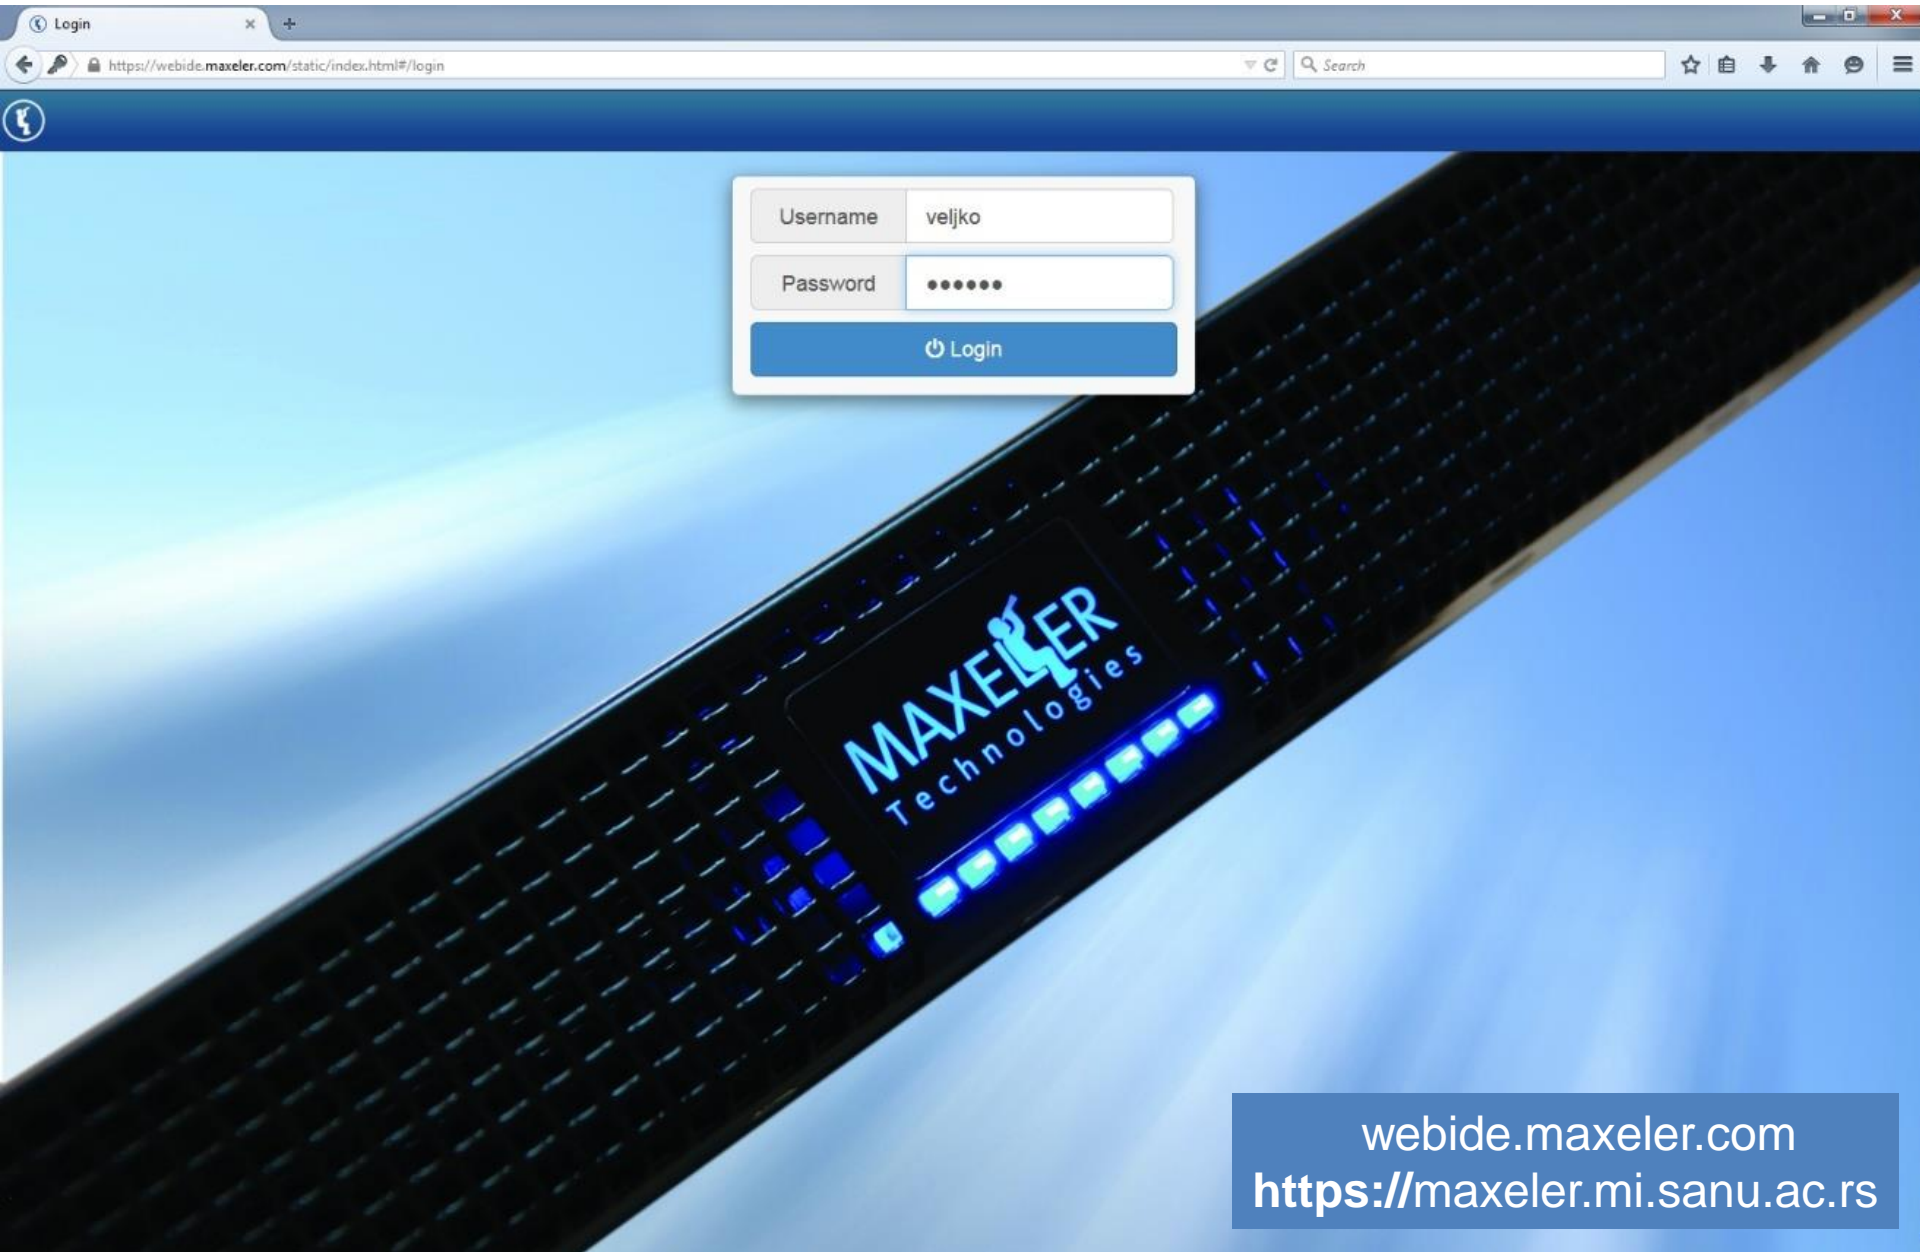 Login
https://webide.maxeler.com/static/index.html#/login
Search
Username veljko
Password ••••••
Login
MAXELER
Technologies
webide.maxeler.com
https://maxeler.mi.sanu.ac.rs